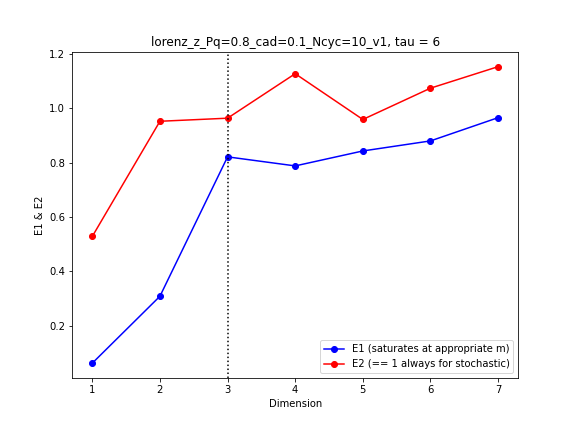 lorenz_z_Pq=0.8_cad=0.1_Ncyc=10_v1, tau = 6
1.2
1.0
0.8
0.6
0.4
0.2
E1 & E2
E1 (saturates at appropriate m)
E2 (== 1 always for stochastic)
1 2 3 4 5 6 7
Dimension